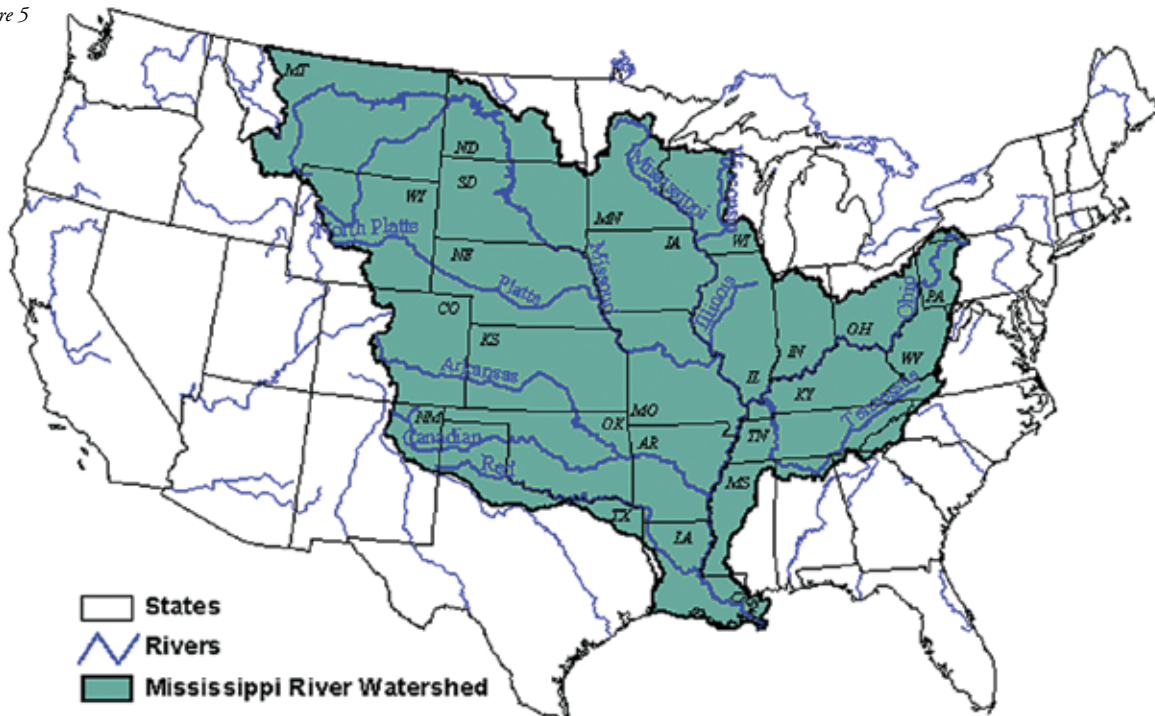 re 5
MT
ND
SD
WY
North Platts
NE
Platts
MN
Mississippi
Wisconsin
WI
IA
Missouri
Illinois
CO
KS
Arkansas
IL
IN
OH
Ohio
PA
WV
KY
Tennessee
MO
NM
OK
Canadian
Red
AR
TN
MS
TX
LA
States
Rivers
Mississippi River Watershed